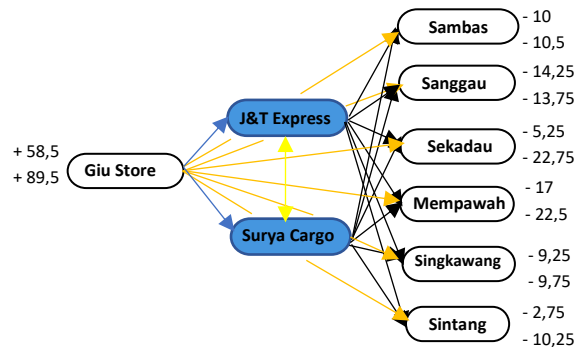 Sambas
- 10
- 10,5
Sanggau
- 14,25
- 13,75
J&T Express
Sekadau
- 5,25
- 22,75
+ 58,5
+ 89,5
Giu Store
Mempawah
- 17
- 22,5
Surya Cargo
Singkawang
- 9,25
- 9,75
Sintang
- 2,75
- 10,25